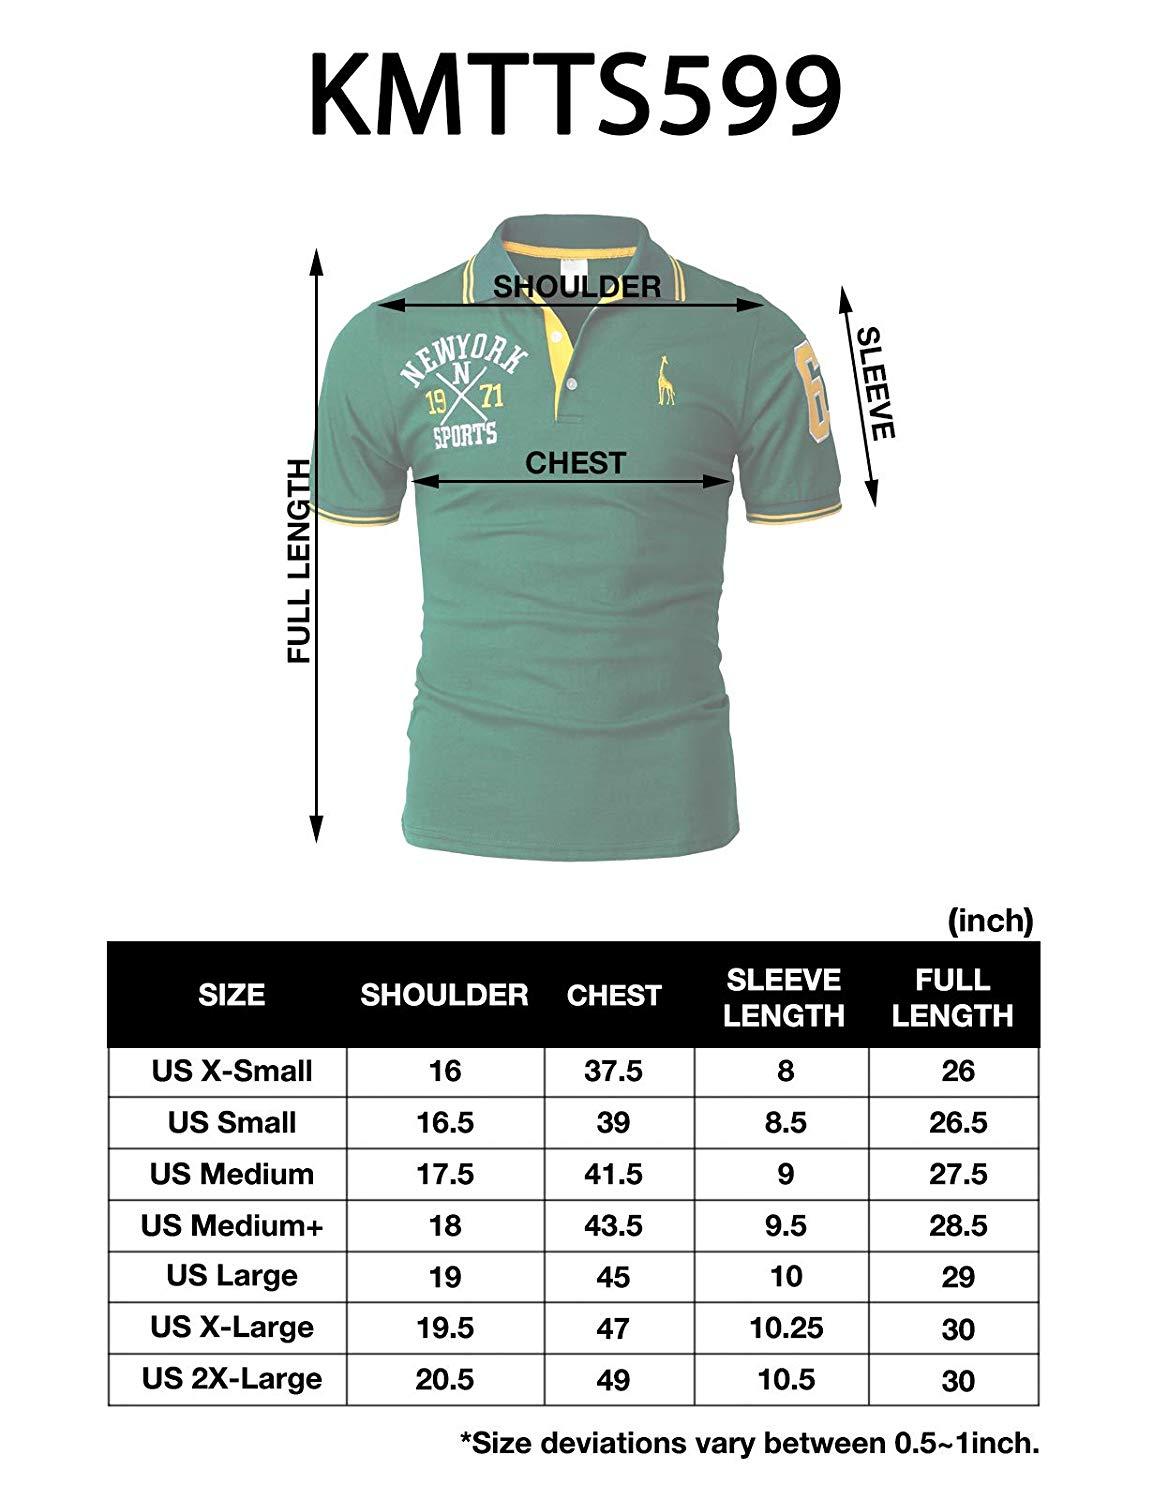 KMTTS599
SHOULDER
NEWYORK
N
19 71
SPORTS
6
SLEEVE
CHEST
FULL LENGTH
(inch)
SIZE SHOULDER CHEST SLEEVE LENGTH FULL LENGTH
US X-Small 16 37.5 8 26
US Small 16.5 39 8.5 26.5
US Medium 17.5 41.5 9 27.5
US Medium+ 18 43.5 9.5 28.5
US Large 19 45 10 29
US X-Large 19.5 47 10.25 30
US 2X-Large 20.5 49 10.5 30
*Size deviations vary between 0.5~1inch.